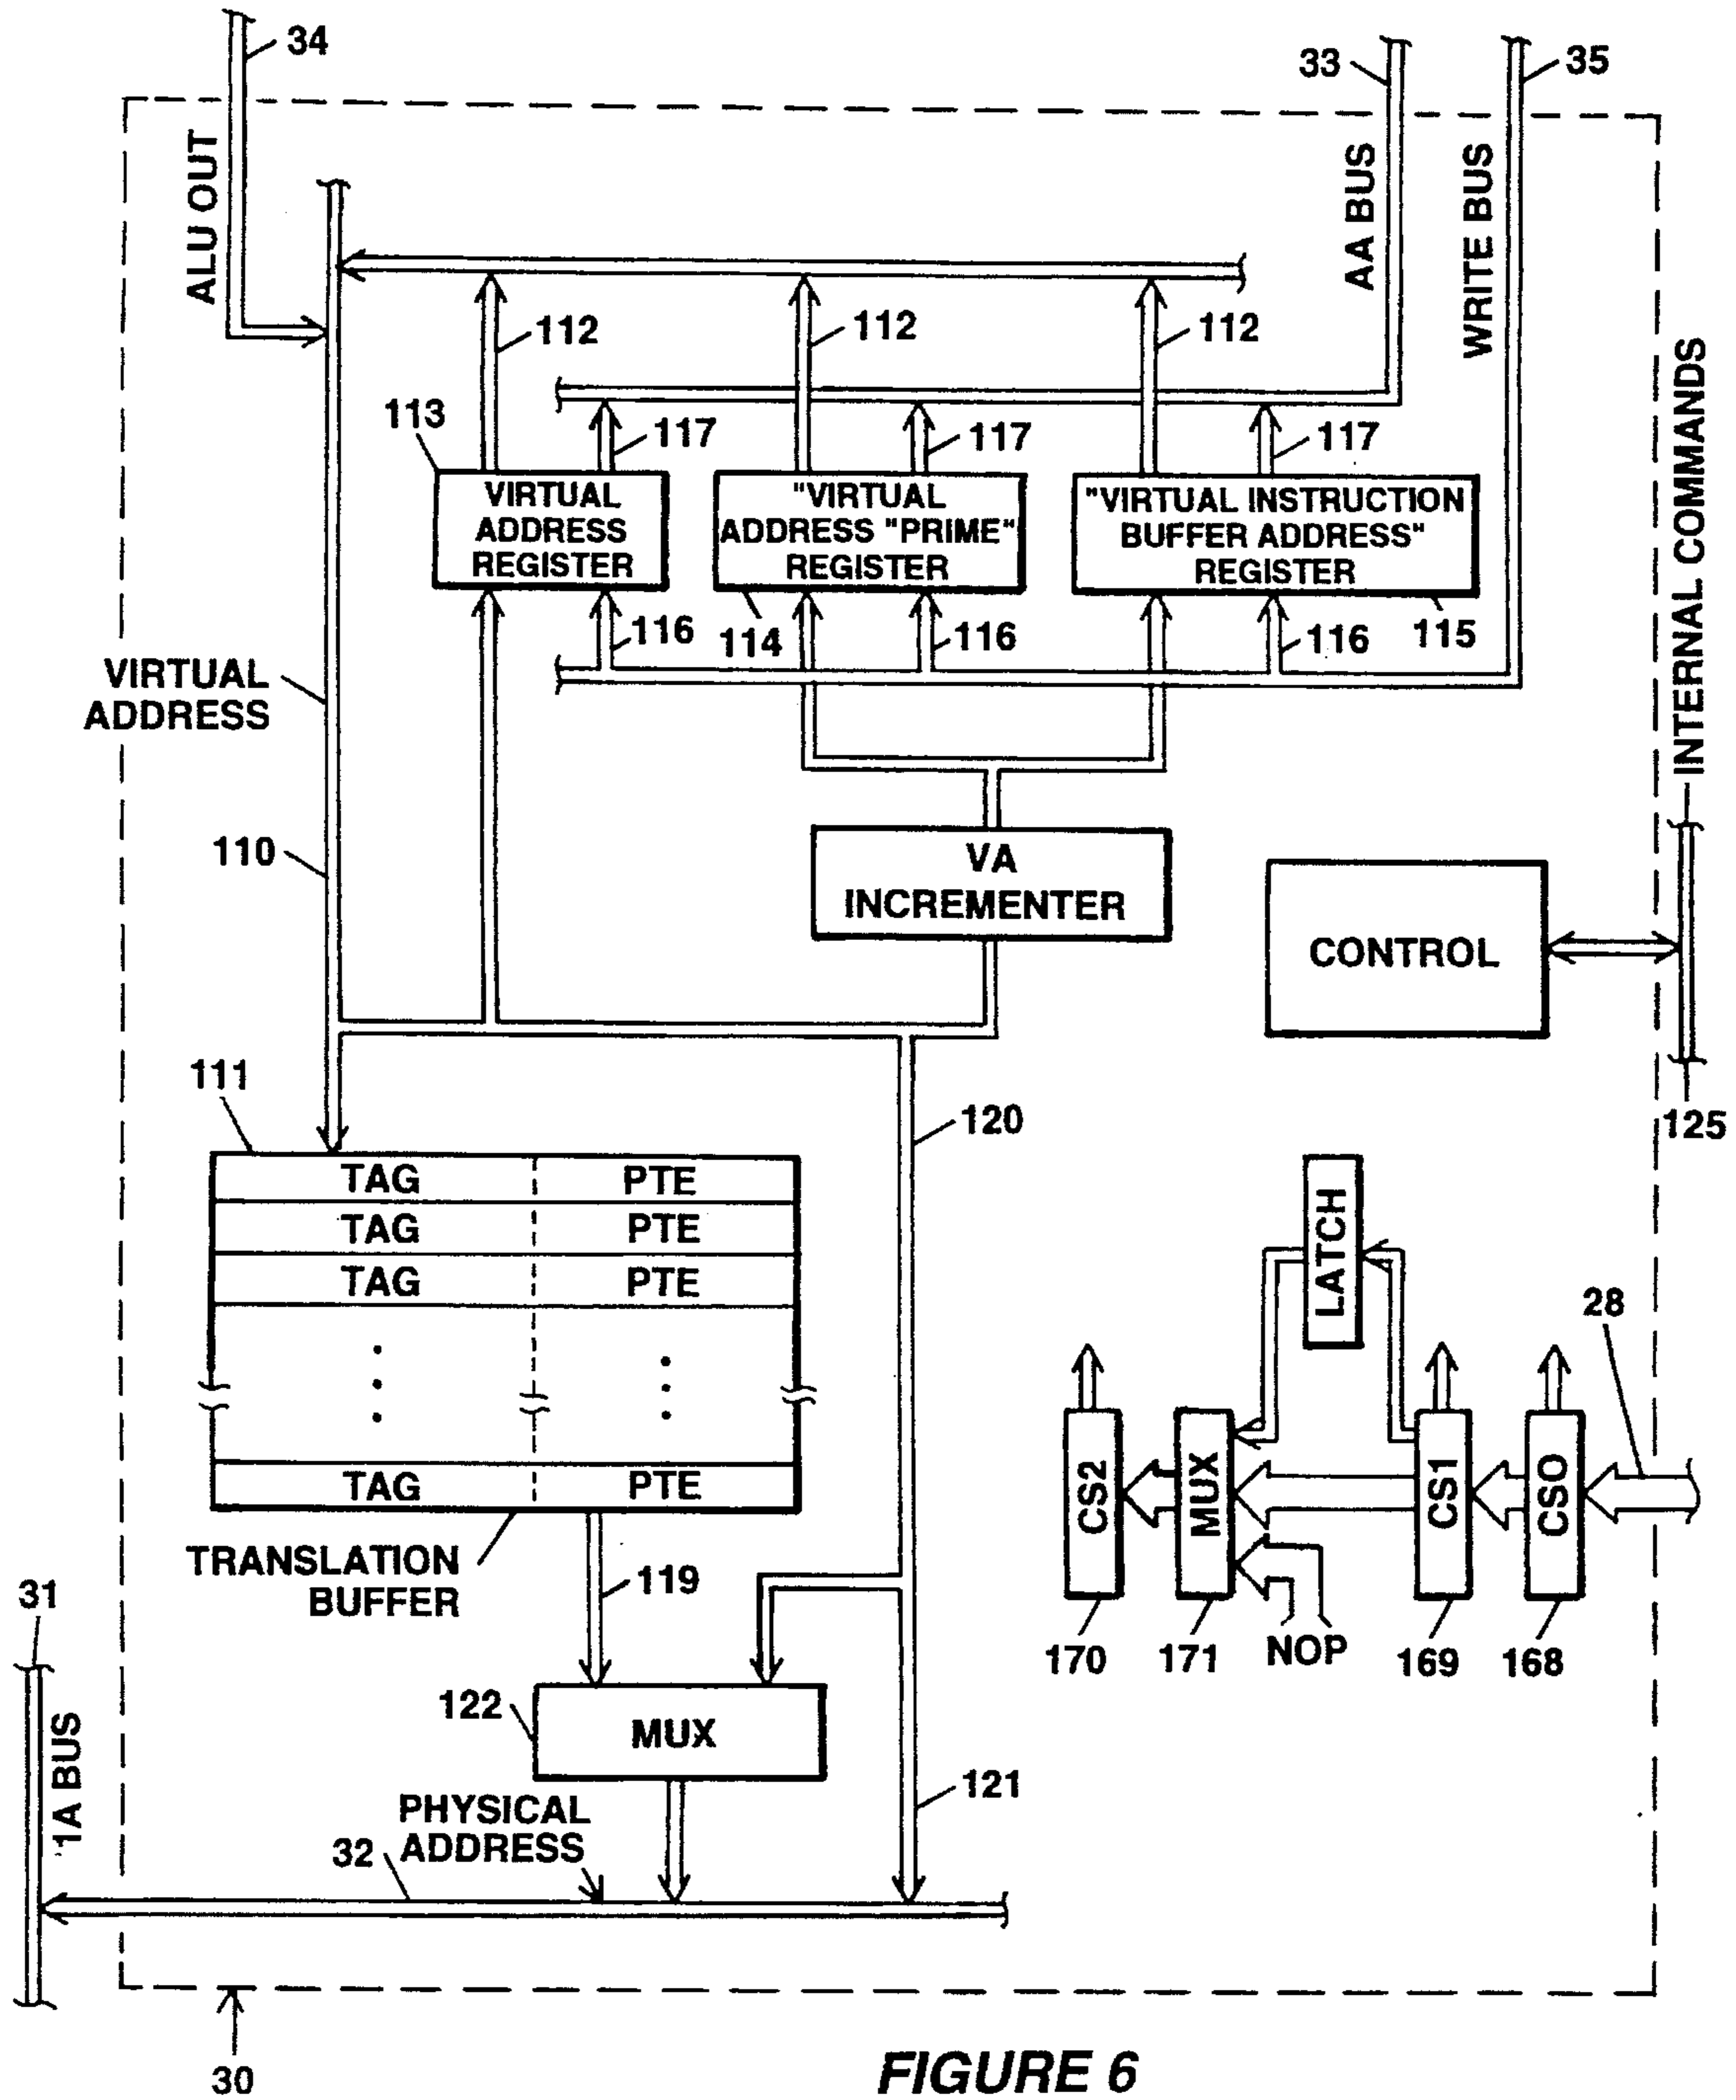 34
33
35
ALU OUT
AA BUS
WRITE BUS
112
112
112
113
117
117
117
VIRTUAL
ADDRESS
REGISTER
"VIRTUAL
ADDRESS "PRIME"
REGISTER
"VIRTUAL INSTRUCTION
BUFFER ADDRESS"
REGISTER
INTERNAL COMMANDS
116
114
116
116
115
VIRTUAL
ADDRESS
110
VA
INCREMENTER
CONTROL
111
120
125
TAG PTE
TAG PTE
TAG PTE
TAG PTE
LATCH
28
CS2
MUX
CS1
CSO
TRANSLATION
BUFFER
119
170
171
NOP
169
168
31
122
MUX
1A BUS
121
PHYSICAL
ADDRESS
32
30
FIGURE 6